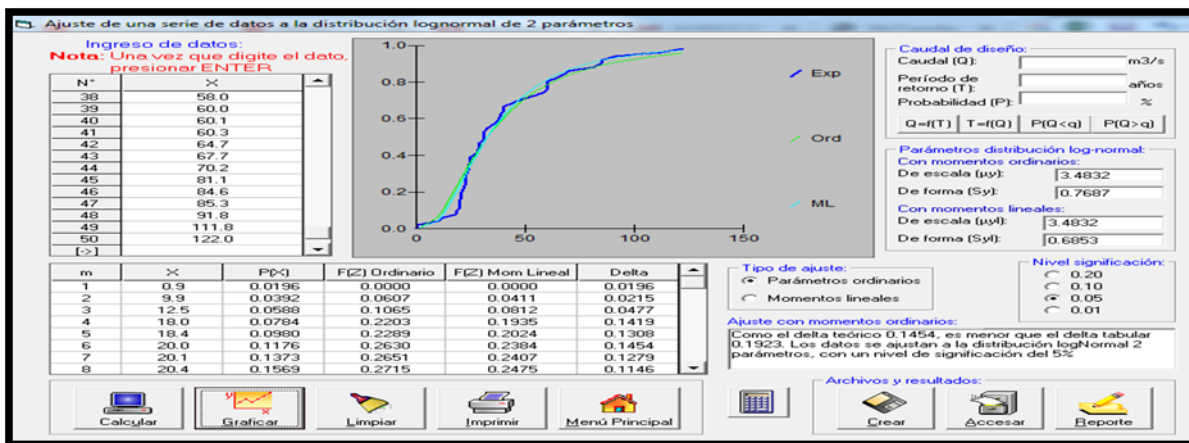 Ajuste de una serie de datos a la distribución lognormal de 2 parámetros
Ingreso de datos:
Nota: Una vez que digite el dato,
presionar ENTER
N° X
38 58.0
39 60.0
40 60.1
41 60.3
42 64.7
43 67.7
44 70.2
45 81.1
46 84.6
47 85.3
48 91.8
49 111.8
50 122.0
[->]
1.0
0.8
0.6
0.4
0.2
0.0
0 50 100 150
Exp
Ord
ML
Caudal de diseño:
Caudal (Q): m3/s
Período de
retorno (T): años
Probabilidad (P): %
Q=f(T) T=f(Q) P(Q<q) P(Q>q)
Parámetros distribución log-normal:
Con momentos ordinarios:
De escala (μy): 3.4832
De forma (Sy): 0.7687
Con momentos lineales:
De escala (μyl): 3.4832
De forma (Syl): 0.6853
m X P(X) F(Z) Ordinario F(Z) Mom Lineal Delta
1 0.9 0.0196 0.0000 0.0000 0.0196
2 9.9 0.0392 0.0607 0.0411 0.0215
3 12.5 0.0588 0.1065 0.0812 0.0477
4 18.0 0.0784 0.2203 0.1935 0.1419
5 18.4 0.0980 0.2289 0.2024 0.1308
6 20.0 0.1176 0.2630 0.2384 0.1454
7 20.1 0.1373 0.2651 0.2407 0.1279
8 20.4 0.1569 0.2715 0.2475 0.1146
Tipo de ajuste:
Parámetros ordinarios
Momentos lineales
Nivel significación:
0.20
0.10
0.05
0.01
Ajuste con momentos ordinarios:
Como el delta teórico 0.1454, es menor que el delta tabular
0.1923. Los datos se ajustan a la distribución logNormal 2
parámetros, con un nivel de significación del 5%
Calcular Graficar Limpiar Imprimir Menú Principal
Archivos y resultados:
Crear Accesar Reporte